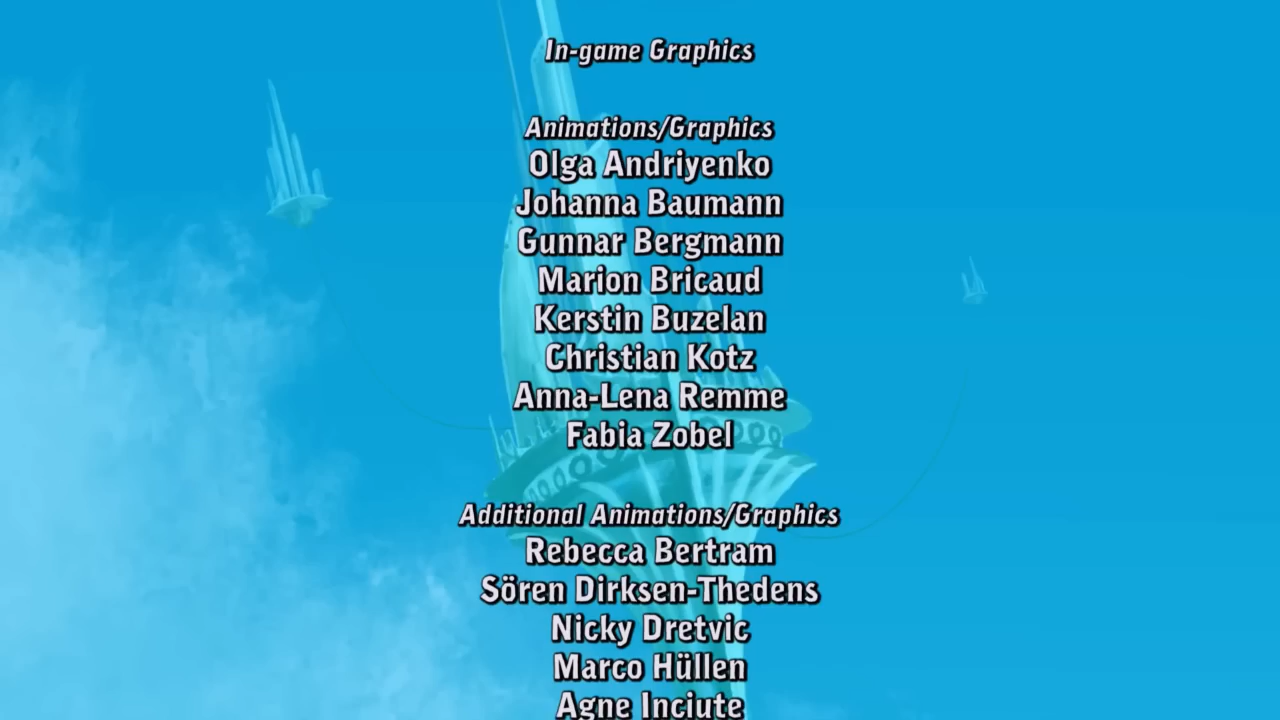 In-game Graphics
Animations/Graphics
Olga Andriyenko
Johanna Baumann
Gunnar Bergmann
Marion Bricaud
Kerstin Buzelan
Christian Kotz
Anna-Lena Remme
Fabia Zobel
Additional Animations/Graphics
Rebecca Bertram
Sören Dirksen-Thedens
Nicky Dretvic
Marco Hüllen
Agne Inciute